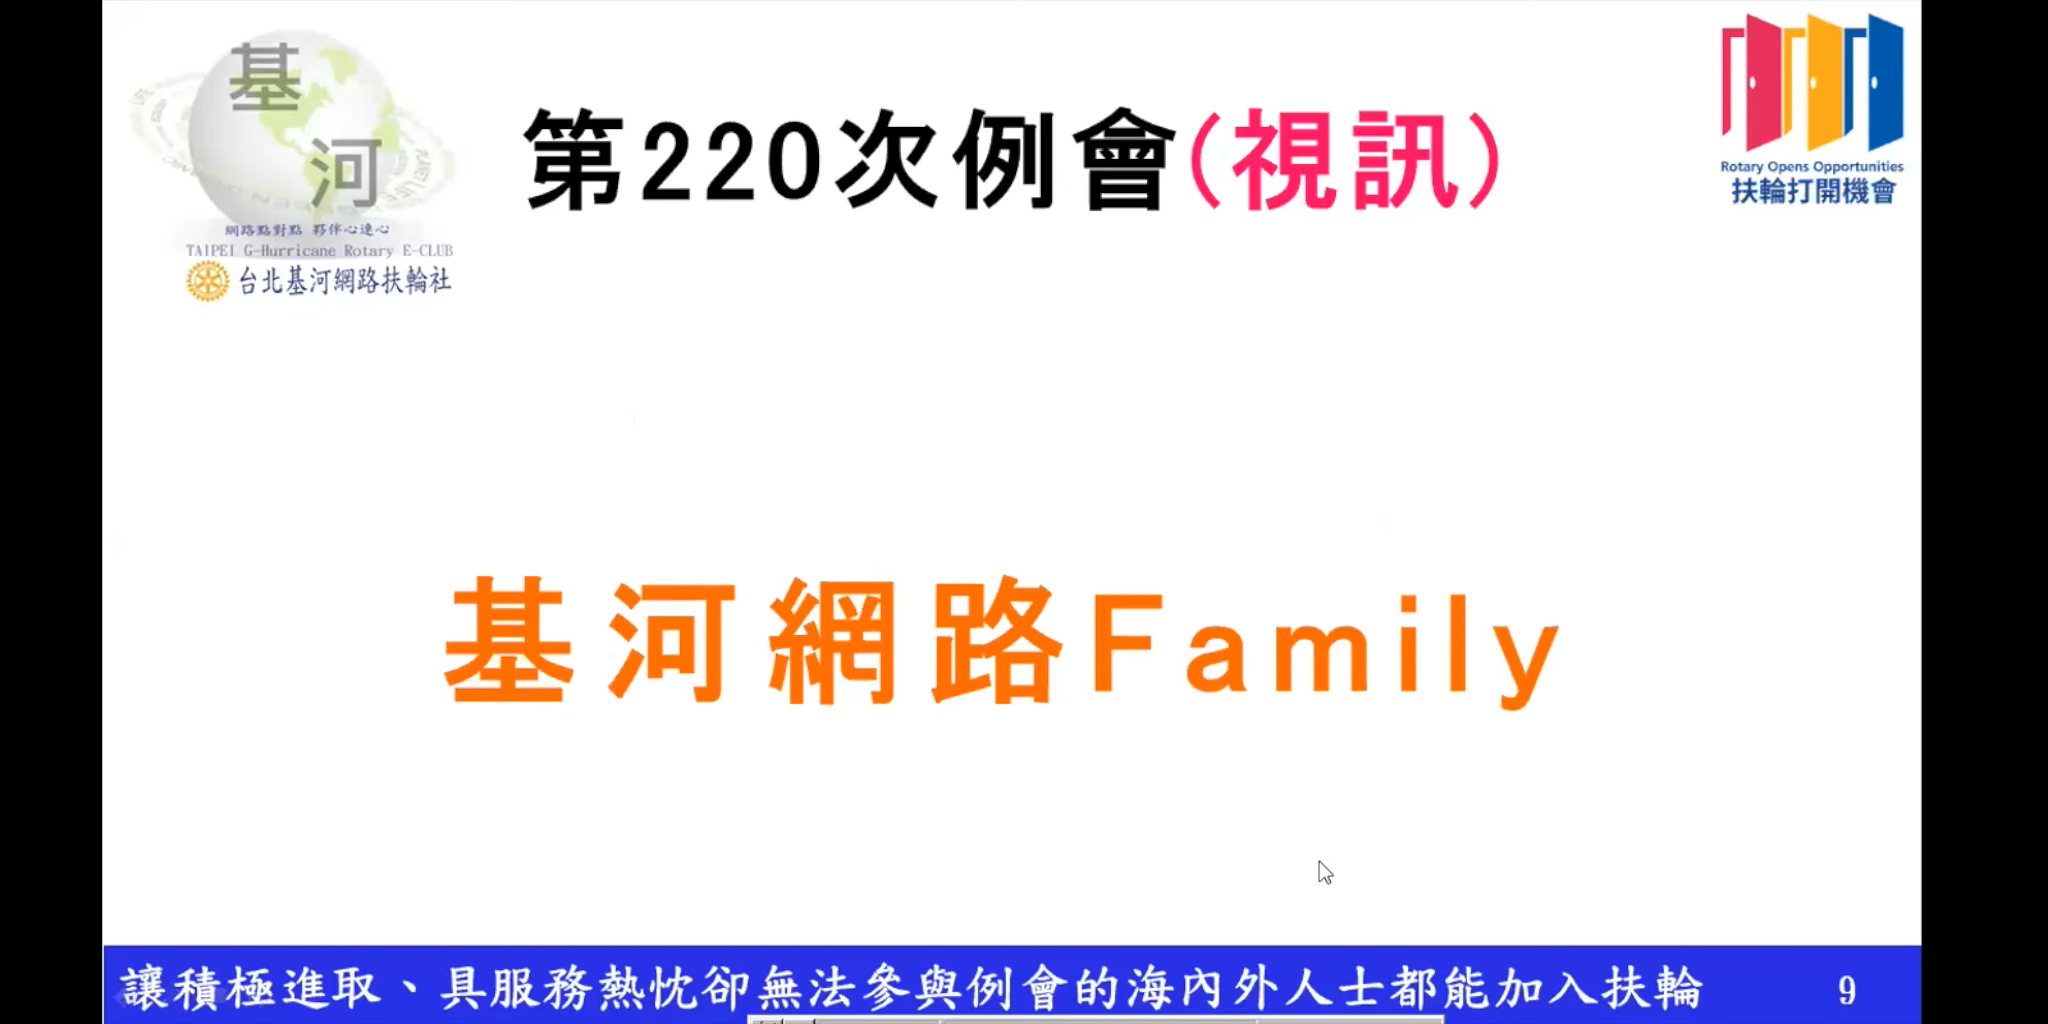 基
河
網路點對點 夥伴心連心
TAIPEI G-Hurricane Rotary E-CLUB
台北基河網路扶輪社
第220次例會(視訊)
Rotary Opens Opportunities
扶輪打開機會
基河網路Family
讓積極進取、具服務熱忱卻無法參與例會的海內外人士都能加入扶輪
9